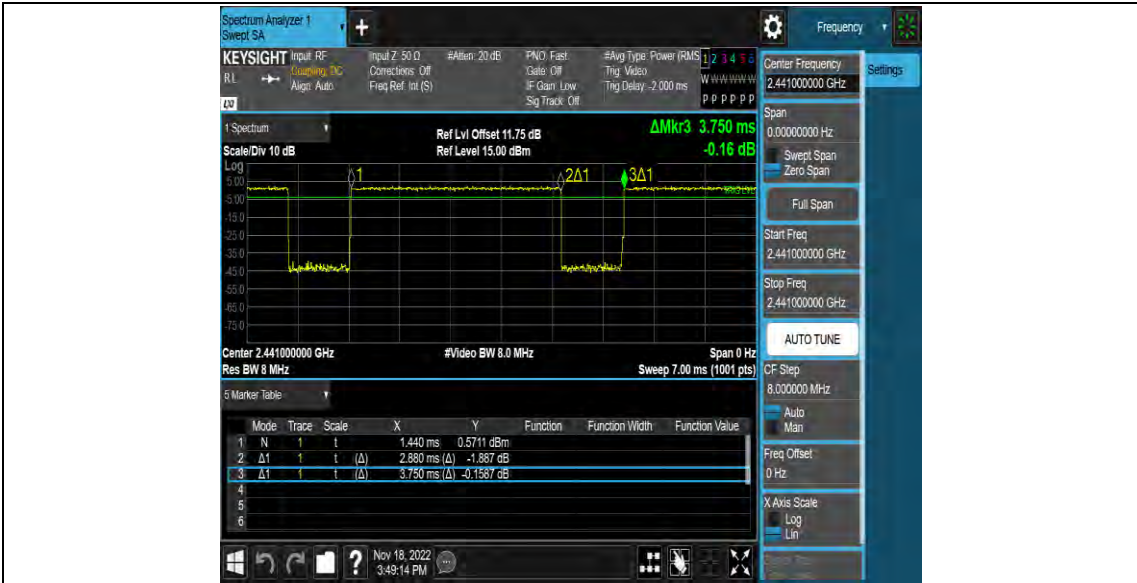 Spectrum Analyzer 1
Swept SA
+
Frequency
KEYSIGHT
Input: RF
Coupling: DC
Align: Auto
Input Z: 50 Ω
Corrections: Off
Freq Ref: Int (S)
#Atten: 20 dB
PNO: Fast
Gate: Off
IF Gain: Low
Sig Track: Off
#Avg Type: Power (RMS
Trig: Video
Trig Delay: -2.000 ms
1 2 3 4 5 6
W W W W W W
P P P P P P
RL
LXI
1 Spectrum
Scale/Div 10 dB
Log
Ref Lvl Offset 11.75 dB
Ref Level 15.00 dBm
ΔMkr3 3.750 ms
-0.16 dB
1
2Δ1
3Δ1
5.00
-5.00
-15.0
-25.0
-35.0
-45.0
-55.0
-65.0
-75.0
Center 2.441000000 GHz
Res BW 8 MHz
#Video BW 8.0 MHz
Span 0 Hz
Sweep 7.00 ms (1001 pts)
5 Marker Table
Mode Trace Scale X Y Function Function Width Function Value
1 N 1 t 1.440 ms 0.5711 dBm
2 Δ1 1 t (Δ) 2.880 ms (Δ) -1.887 dB
3 Δ1 1 t (Δ) 3.750 ms (Δ) -0.1587 dB
4
5
6
?
Nov 18, 2022
3:49:14 PM
Center Frequency
2.441000000 GHz
Settings
Span
0.00000000 Hz
Swept Span
Zero Span
Full Span
Start Freq
2.441000000 GHz
Stop Freq
2.441000000 GHz
AUTO TUNE
CF Step
8.000000 MHz
Auto
Man
Freq Offset
0 Hz
X Axis Scale
Log
Lin